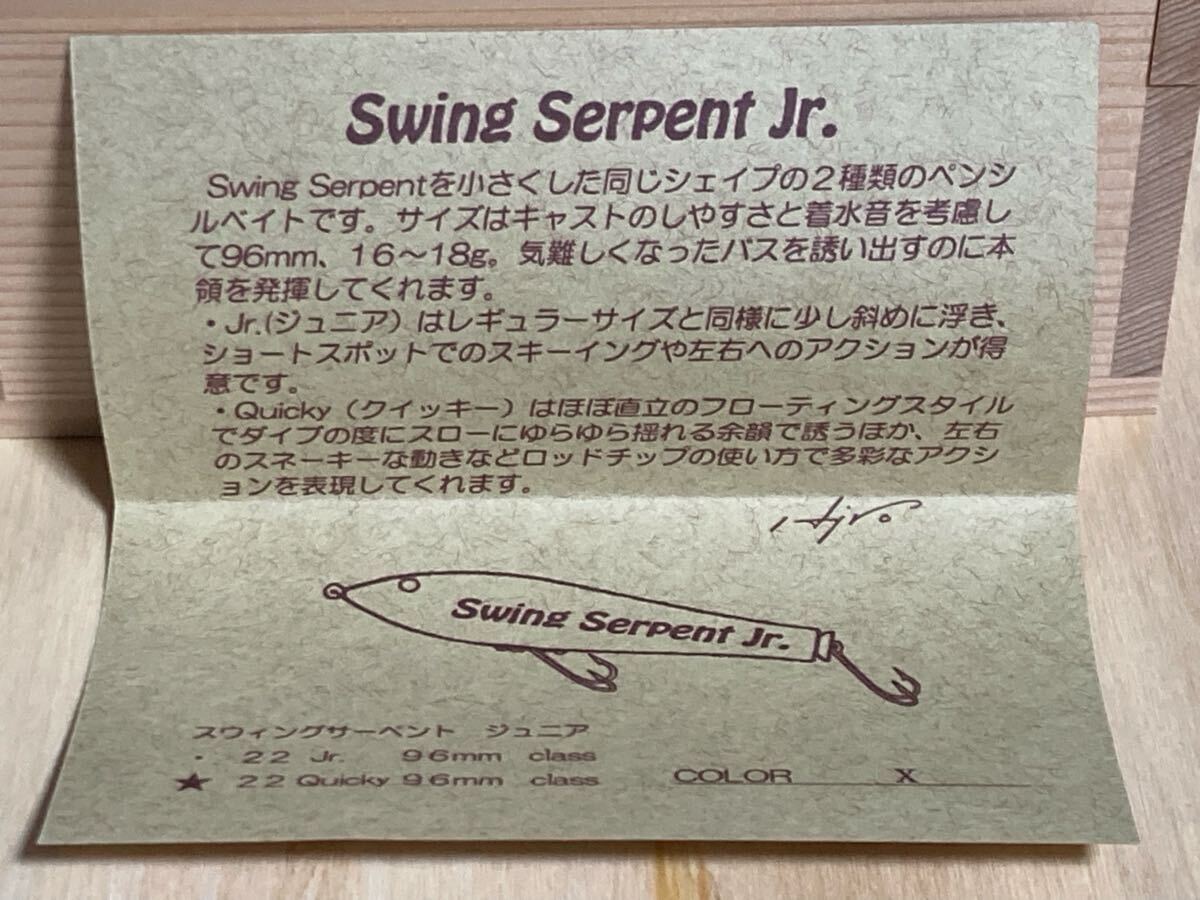 Swing Serpent Jr.
Swing Serpentを小さくした同じシェイプの2種類のペンシ
ルベイトです。サイズはキャストのしやすさと着水音を考慮し
て96mm、16〜18g。気難しくなったバスを誘い出すのに本
領を発揮してくれます。
・Jr.(ジュニア）はレギュラーサイズと同様に少し斜めに浮き、
ショートスポットでのスキーイングや左右へのアクションが得
意です。
・Quicky（クイッキー）はほぼ直立のフローティングスタイル
でダイブの度にスローにゆらゆら揺れる余韻で誘うほか、左右
のスネーキーな動きなどロッドチップの使い方で多彩なアクシ
ョンを表現してくれます。
Swing Serpent Jr.
スウィングサーペント ジュニア
・ 22 Jr. 96mm class
★ 22 Quicky 96mm class
COLOR X